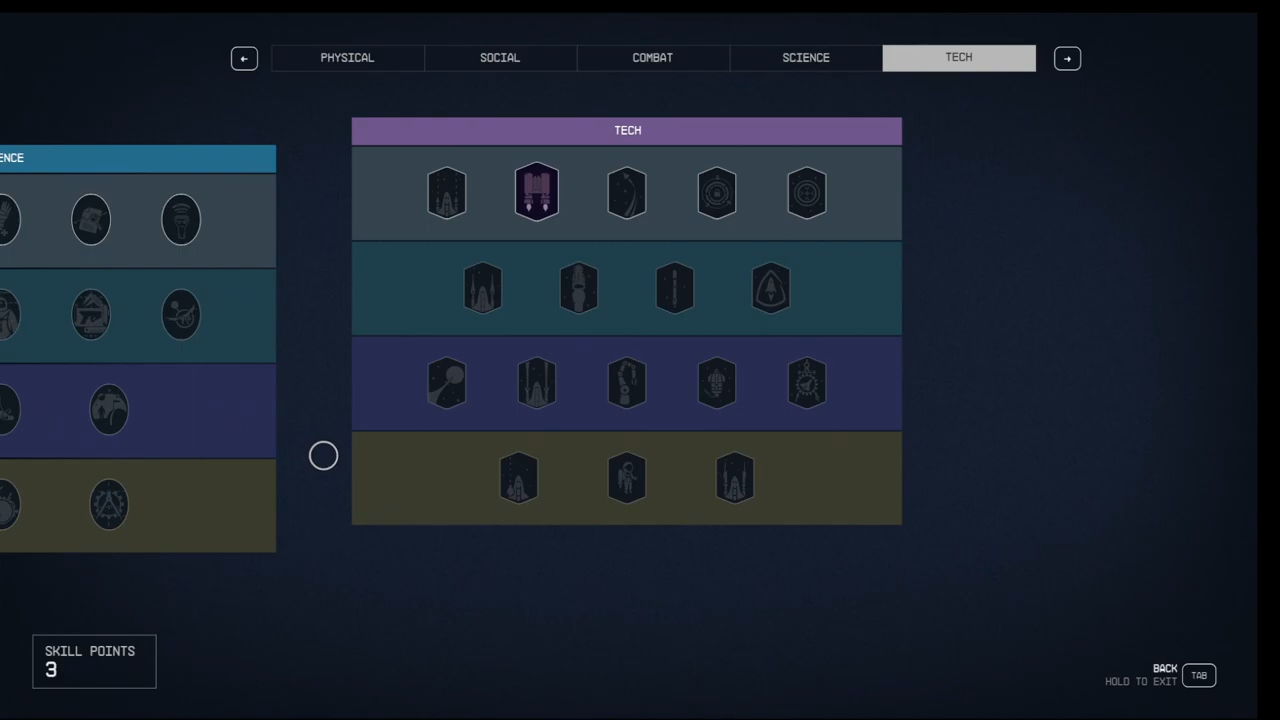 ←
PHYSICAL
SOCIAL
COMBAT
SCIENCE
TECH
→
TECH
ENCE
SKILL POINTS
3
BACK
HOLD TO EXIT
TAB